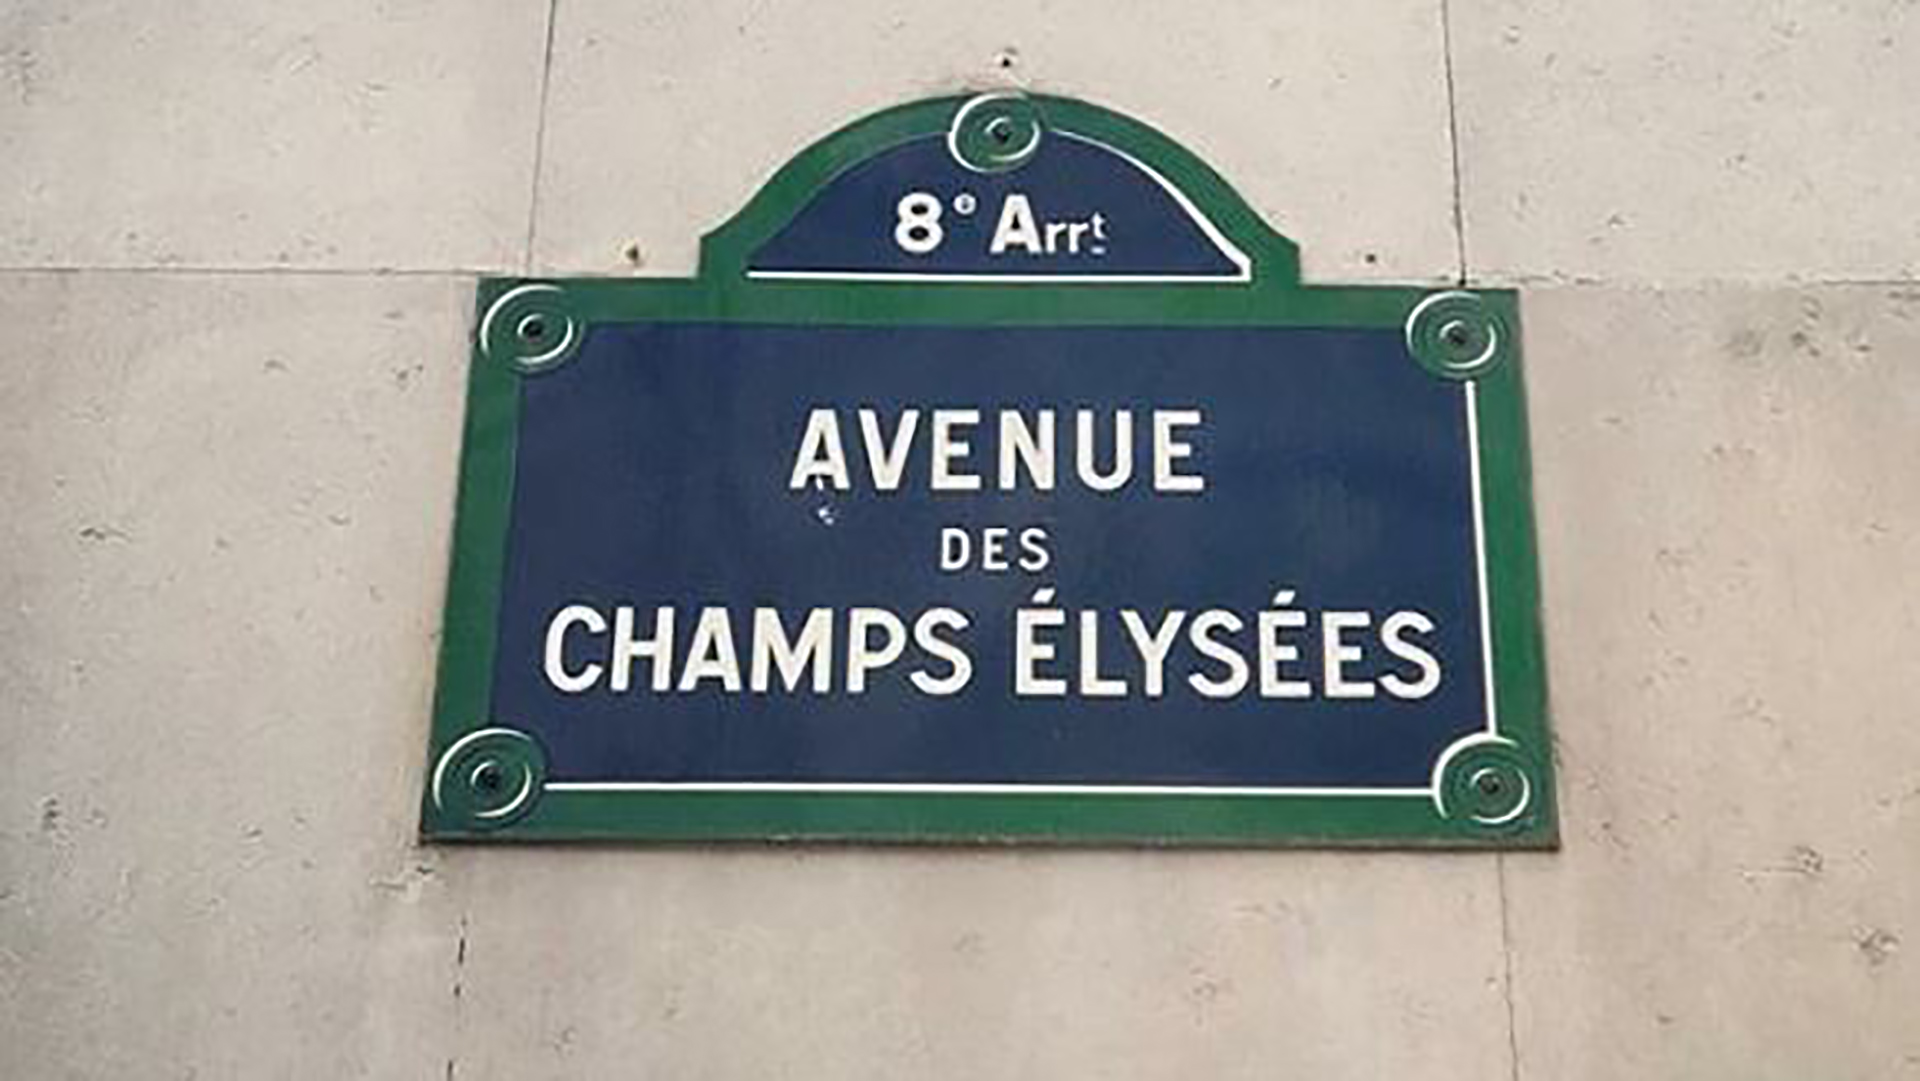 8ᵉ Arrᵗ
AVENUE
DES
CHAMPS ÉLYSÉES